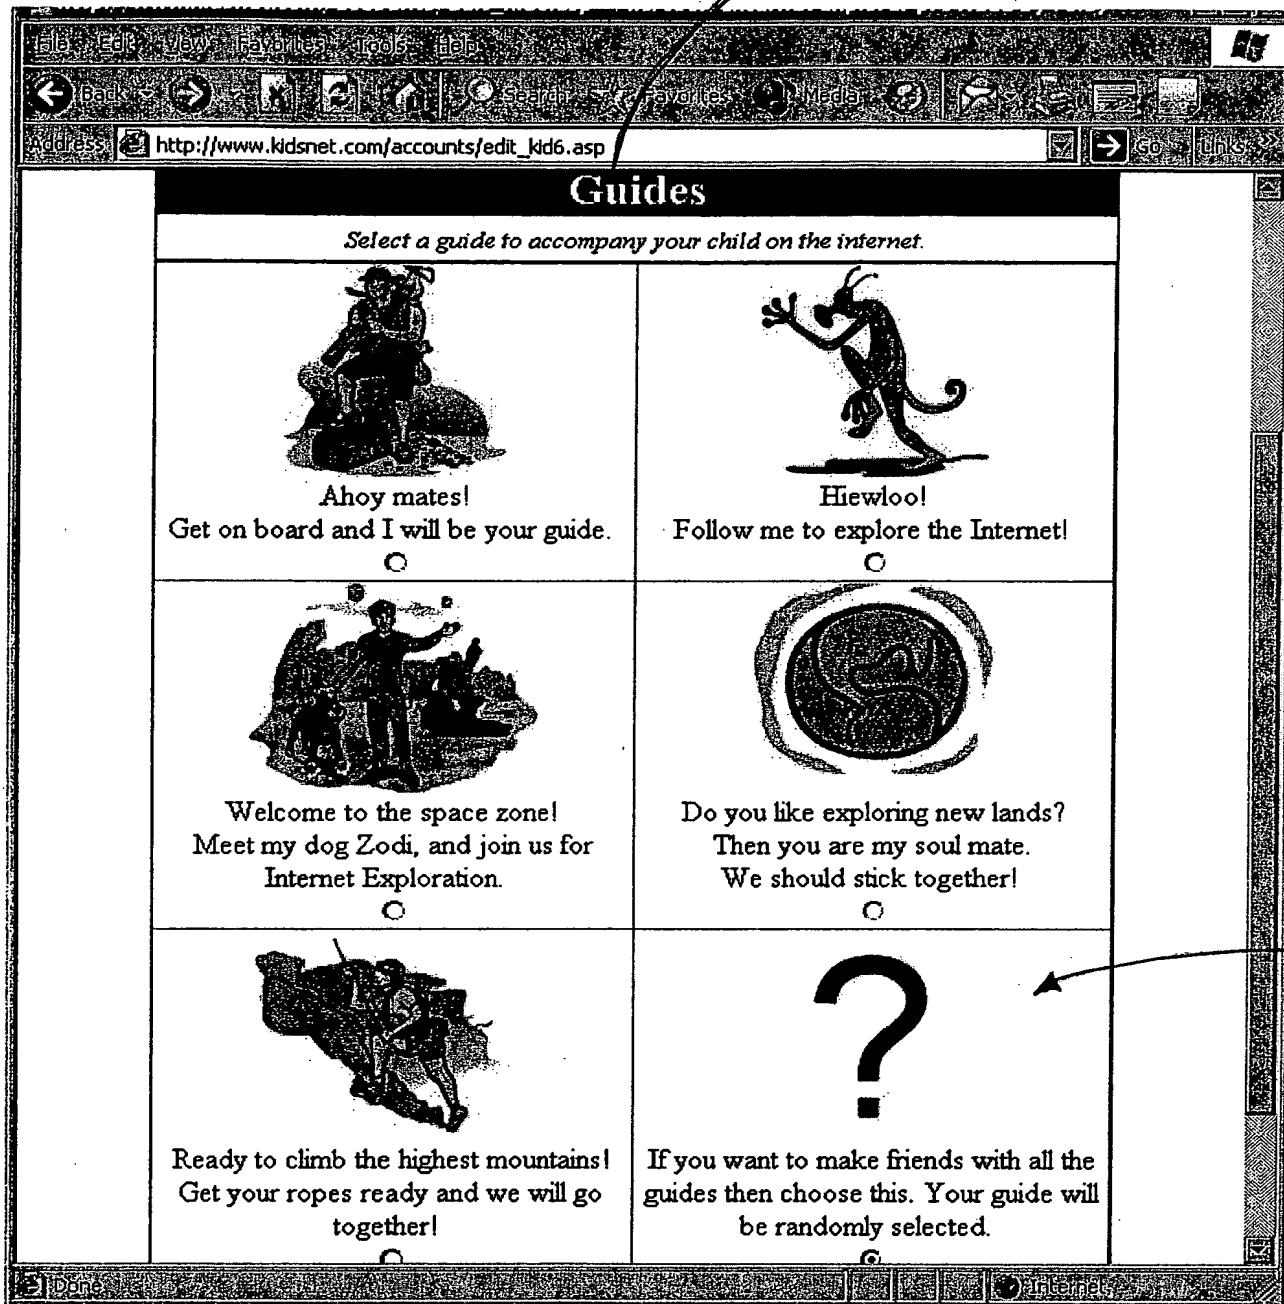 File Edit View Favorites Tools Help
Back Search Favorites Media
Address http://www.kidsnet.com/accounts/edit_kid6.asp Go Links
Guides
Select a guide to accompany your child on the internet.
Ahoy mates!
Get on board and I will be your guide.
Hiewloo!
Follow me to explore the Internet!
Welcome to the space zone!
Meet my dog Zodi, and join us for
Internet Exploration.
Do you like exploring new lands?
Then you are my soul mate.
We should stick together!
Ready to climb the highest mountains!
Get your ropes ready and we will go
together!
If you want to make friends with all the
guides then choose this. Your guide will
be randomly selected.
Done Internet